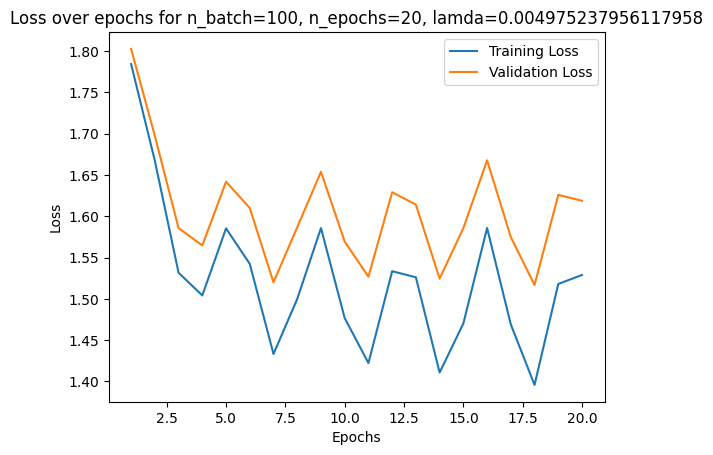 Loss over epochs for n_batch=100, n_epochs=20, lamda=0.004975237956117958
Training Loss
Validation Loss
1.80
1.75
1.70
1.65
1.60
1.55
1.50
1.45
1.40
Loss
2.5 5.0 7.5 10.0 12.5 15.0 17.5 20.0
Epochs